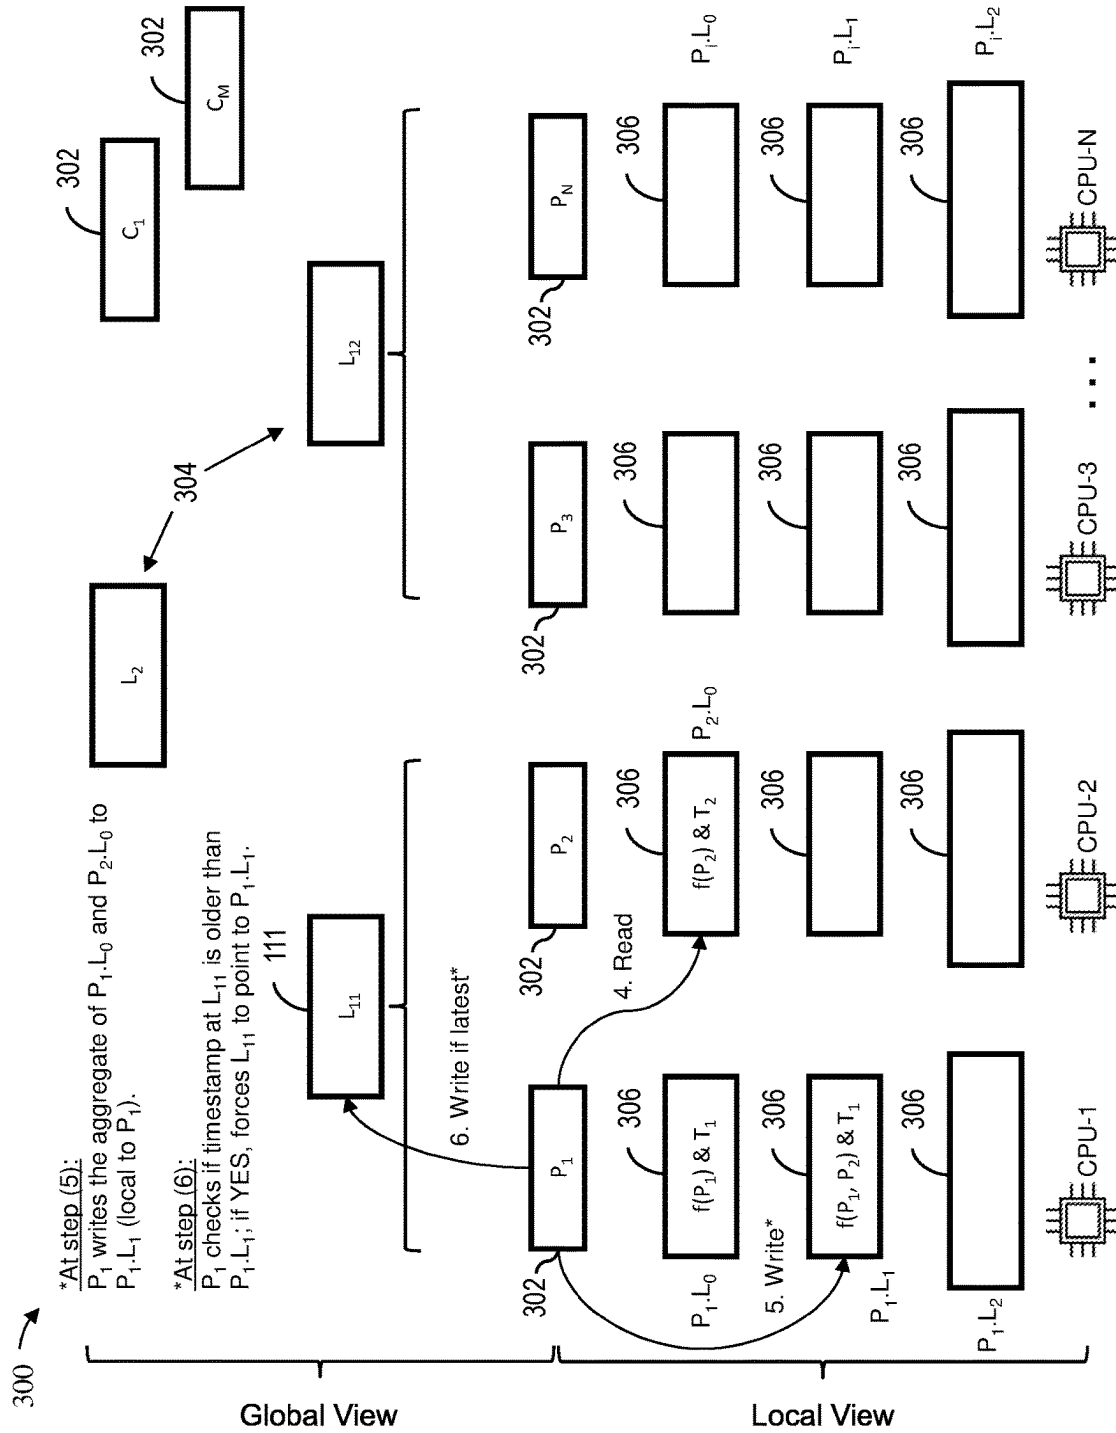 300
*At step (5):
P1 writes the aggregate of P1.L0 and P2.L0 to
P1.L1 (local to P1).
*At step (6):
P1 checks if timestamp at L11 is older than
P1.L1; if YES, forces L11 to point to P1.L1.
Global View
L2
304
302
C1
302
CM
111
L11
L12
6. Write if latest*
302
P1
302
P2
302
P3
302
PN
4. Read
Local View
P1.L0
306
f(P1) & T1
306
f(P2) & T2
P2.L0
306
306
Pi.L0
5. Write*
P1.L1
306
f(P1, P2) & T1
306
306
306
Pi.L1
P1.L2
306
306
306
306
Pi.L2
CPU-1
CPU-2
CPU-3
...
CPU-N